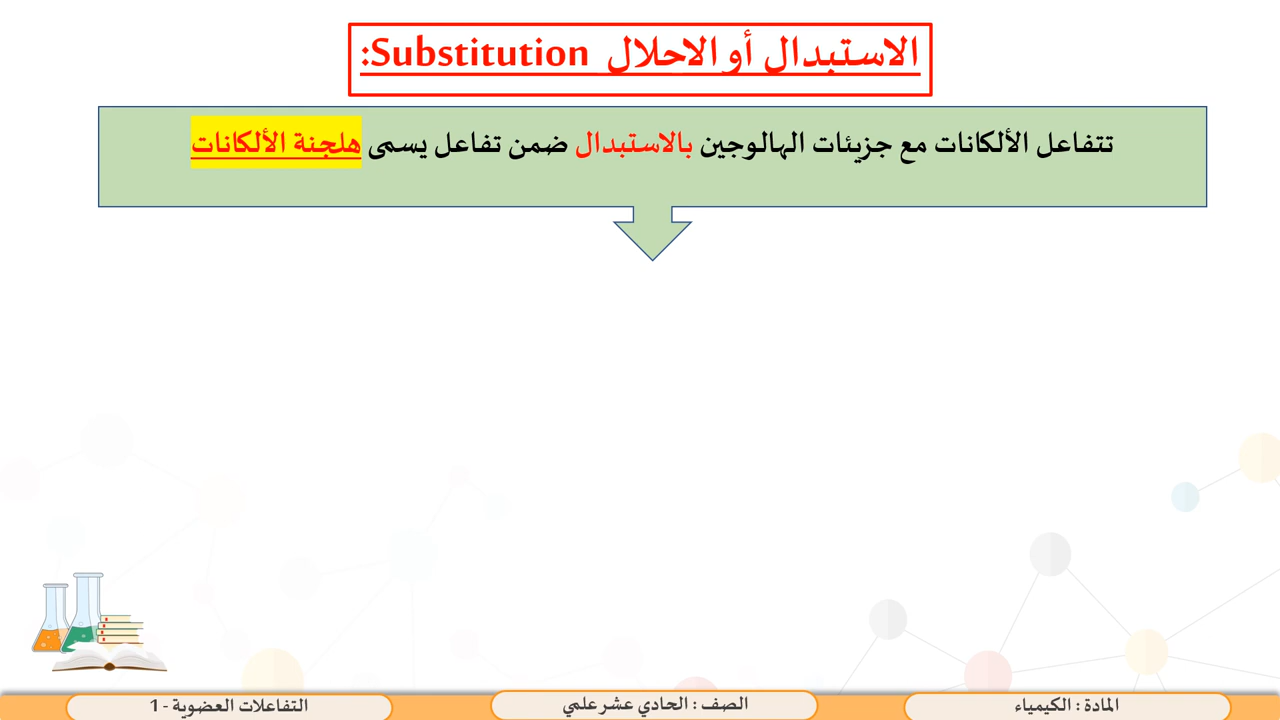 الاستبدال أو الاحلال Substitution:
تتفاعل الألكانات مع جزيئات الهالوجين بالاستبدال ضمن تفاعل يسمى هلجنة الألكانات
المادة : الكيمياء
الصف : الحادي عشر علمي
التفاعلات العضوية - 1